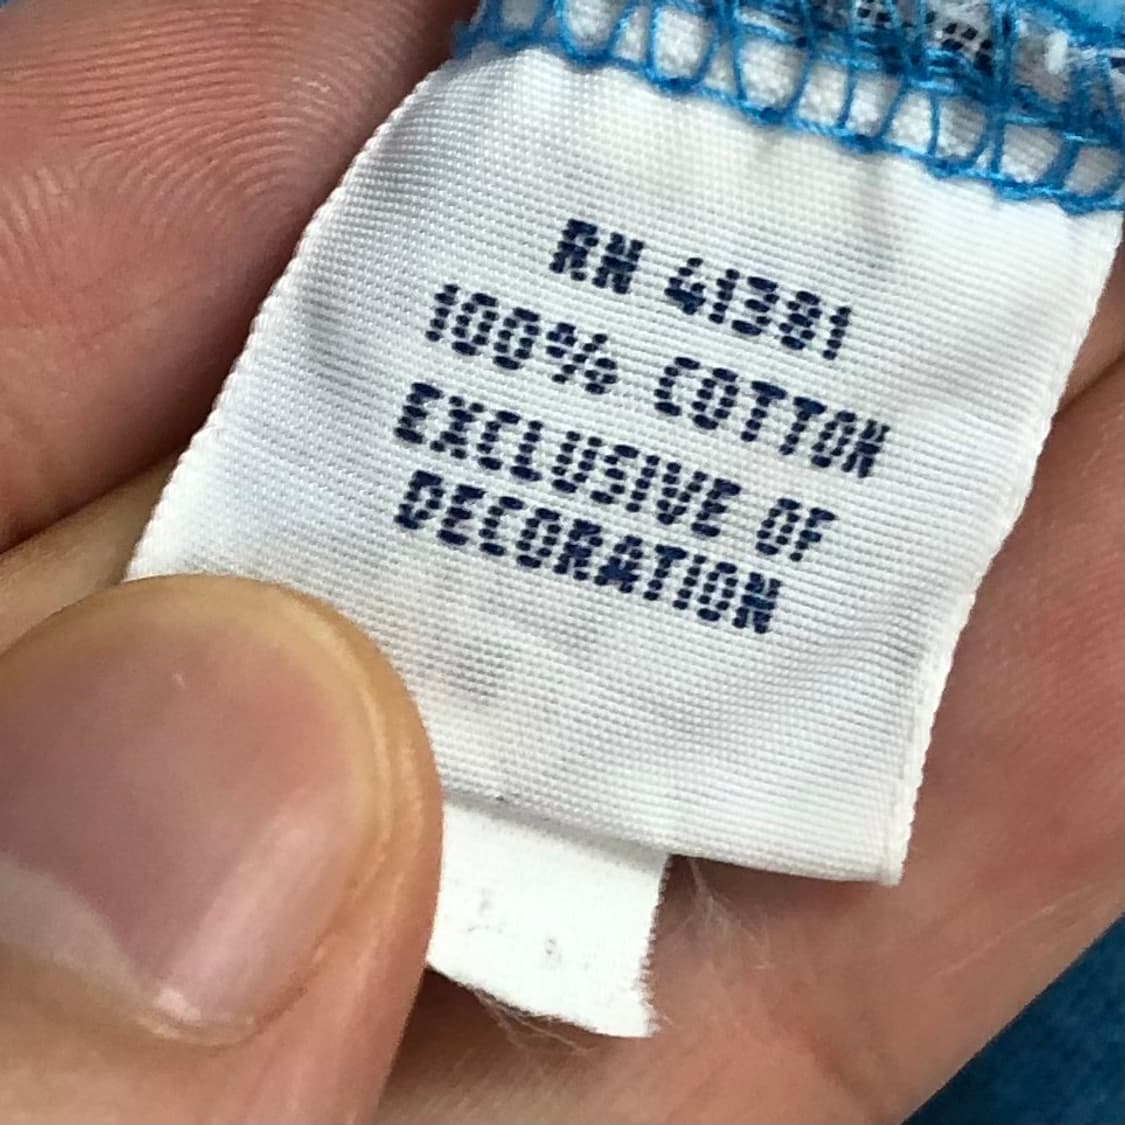 RN 41381
100% COTTON
EXCLUSIVE OF
DECORATION